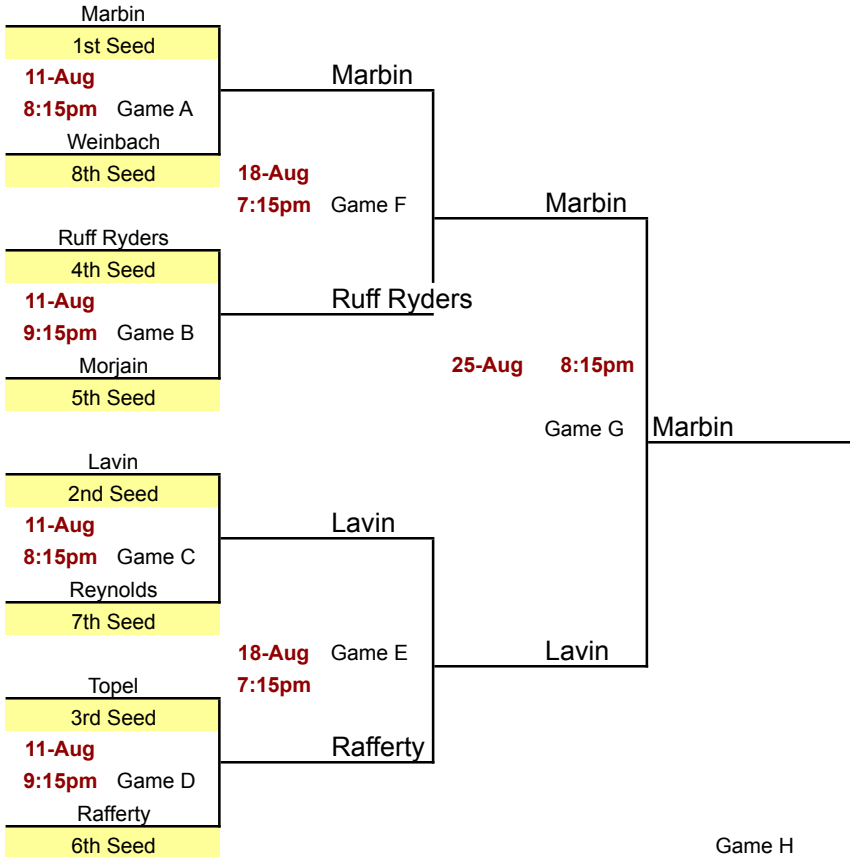 Marbin
1st Seed
11-Aug
Marbin
8:15pm Game A
Weinbach
8th Seed
18-Aug
7:15pm Game F
Marbin
Ruff Ryders
4th Seed
11-Aug
Ruff Ryders
9:15pm Game B
Morjain
25-Aug 8:15pm
5th Seed
Game G
Marbin
Lavin
2nd Seed
11-Aug
Lavin
8:15pm Game C
Reynolds
7th Seed
18-Aug Game E
Lavin
7:15pm
Topel
3rd Seed
11-Aug
Rafferty
9:15pm Game D
Rafferty
6th Seed
Game H